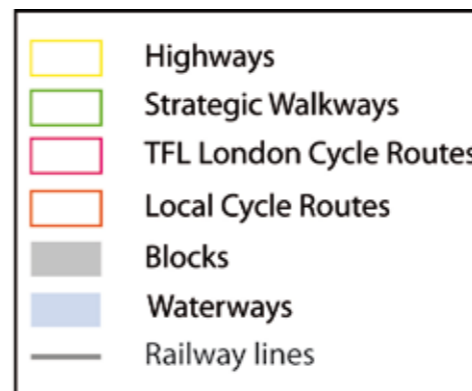 Highways
Strategic Walkways
TFL London Cycle Routes
Local Cycle Routes
Blocks
Waterways
Railway lines